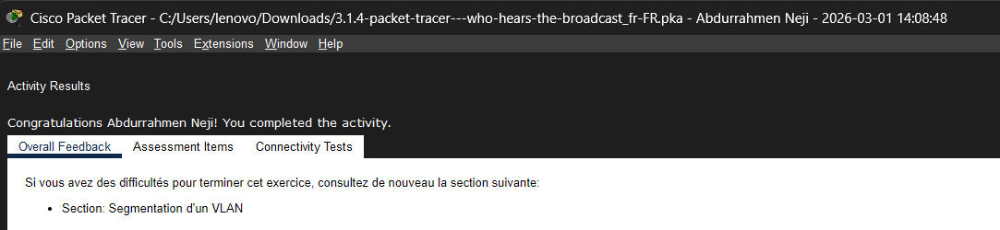 Cisco Packet Tracer - C:/Users/lenovo/Downloads/3.1.4-packet-tracer---who-hears-the-broadcast_fr-FR.pka - Abdurrahmen Neji - 2026-03-01 14:08:48
File Edit Options View Tools Extensions Window Help
Activity Results
Congratulations Abdurrahmen Neji! You completed the activity.
Overall Feedback Assessment Items Connectivity Tests
Si vous avez des difficultés pour terminer cet exercice, consultez de nouveau la section suivante:
• Section: Segmentation d'un VLAN